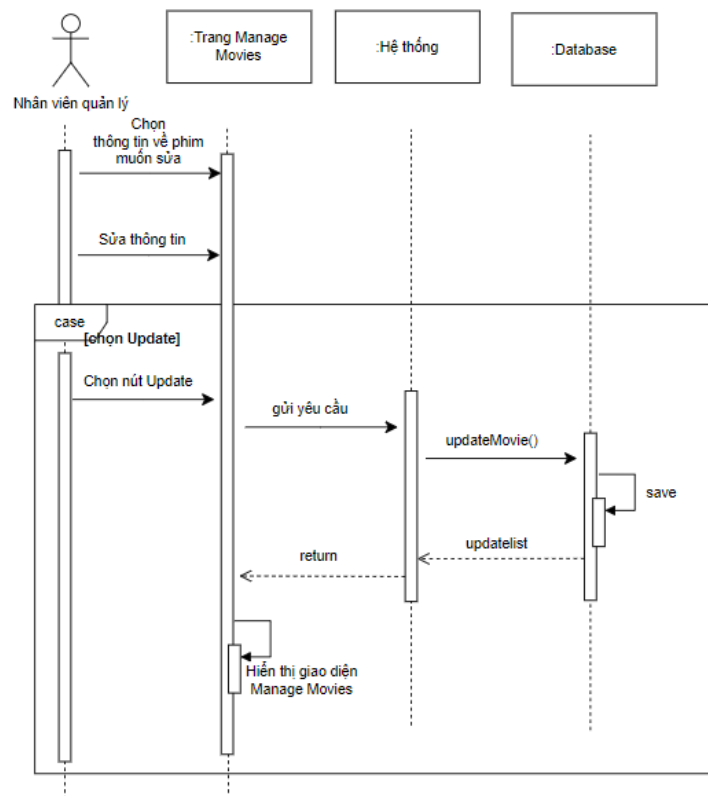 :Trang Manage
Movies
:Hệ thống
:Database
Nhân viên quản lý
Chọn
thông tin về phim
muốn sửa
Sửa thông tin
case
[chọn Update]
Chọn nút Update
gửi yêu cầu
updateMovie()
save
updatelist
return
Hiển thị giao diện
Manage Movies